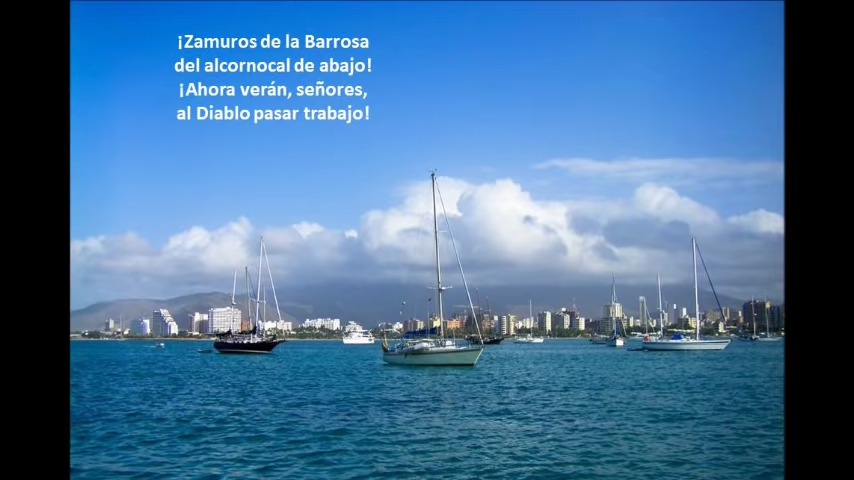 ¡Zamuros de la Barrosa
del alcornocal de abajo!
¡Ahora verán, señores,
al Diablo pasar trabajo!